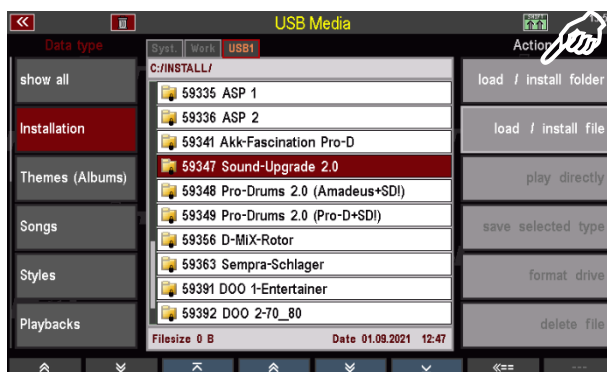 USB Media
SHIFT
Data type
Syst. Work USB1
Action
C:/INSTALL/
show all
Installation
Themes (Albums)
Songs
Styles
Playbacks
59335 ASP 1
59336 ASP 2
59341 Akk-Fascination Pro-D
59347 Sound-Upgrade 2.0
59348 Pro-Drums 2.0 (Amadeus+SD!)
59349 Pro-Drums 2.0 (Pro-D+SD!)
59356 D-MiX-Rotor
59363 Sempra-Schlager
59391 DOO 1-Entertainer
59392 DOO 2-70_80
Filesize 0 B Date 01.09.2021 12:47
load / install folder
load / install file
play directly
save selected type
format drive
delete file
«==
---